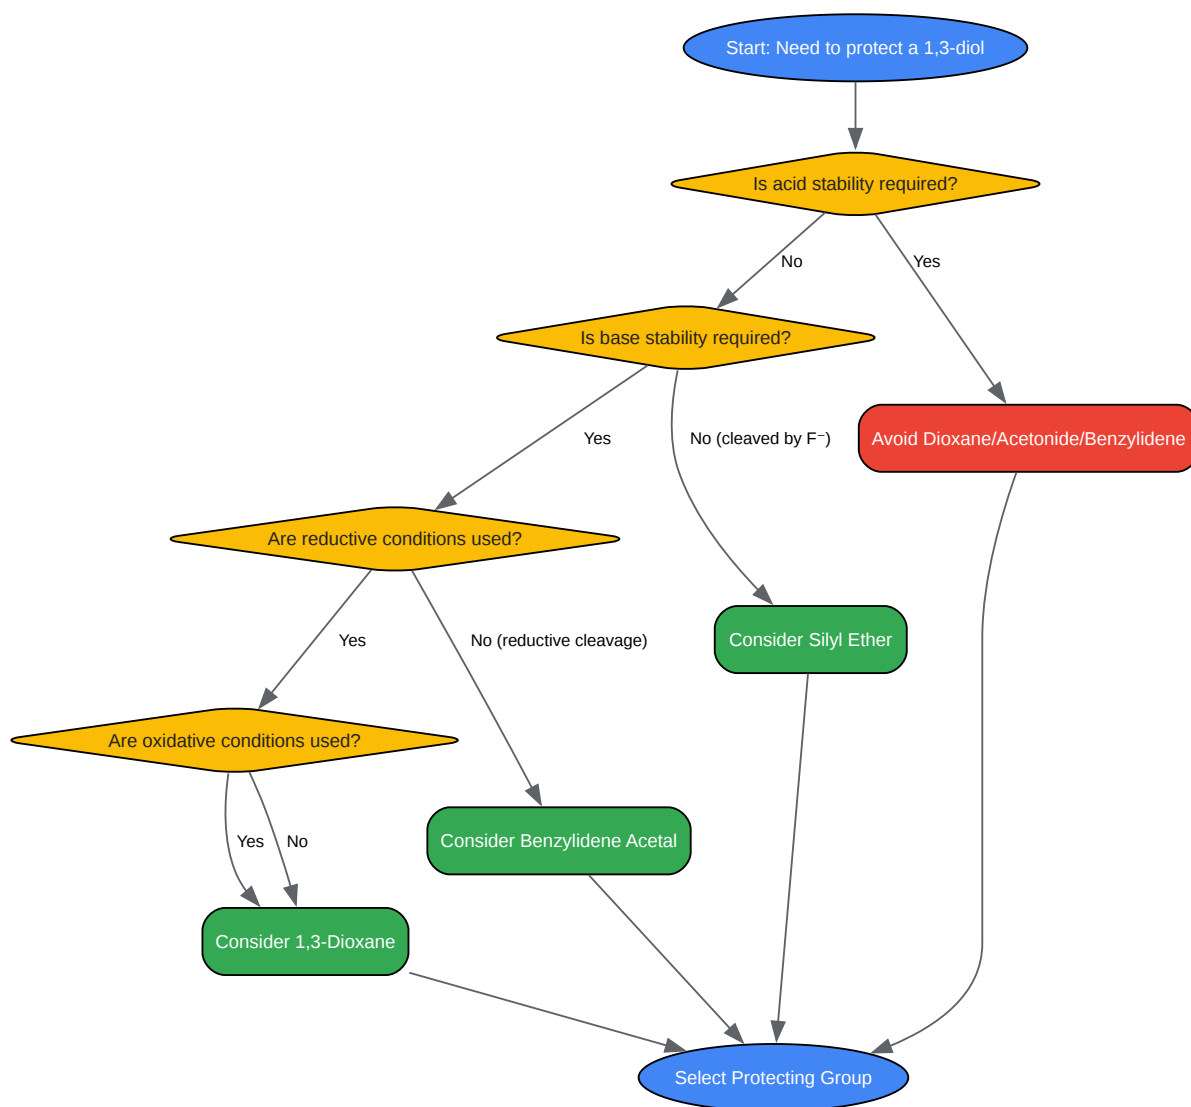 Start: Need to protect a 1,3-diol
Is acid stability required?
No
Yes
Is base stability required?
Yes
No (cleaved by F⁻)
Avoid Dioxane/Acetonide/Benzylidene
Are reductive conditions used?
Yes
No (reductive cleavage)
Consider Silyl Ether
Are oxidative conditions used?
Yes
No
Consider Benzylidene Acetal
Consider 1,3-Dioxane
Select Protecting Group